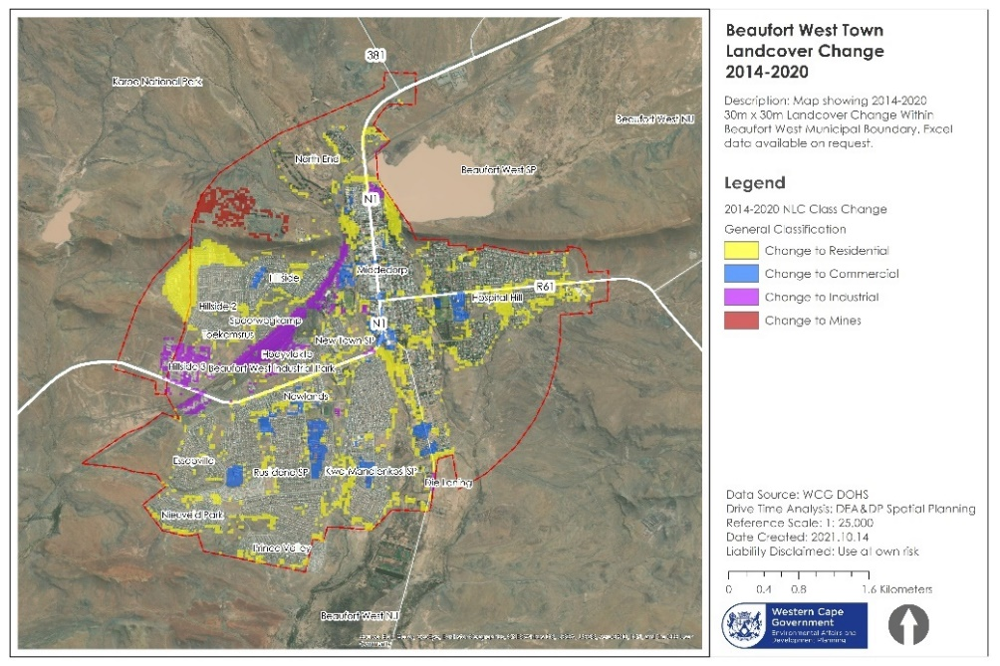 Beaufort West Town
Landcover Change
2014-2020
Description: Map showing 2014-2020
30m x 30m Landcover Change Within
Beaufort West Municipal Boundary, Excel
data available on request.
Legend
2014-2020 NLC Class Change
General Classification
Change to Residential
Change to Commercial
Change to Industrial
Change to Mines
Data Source: WCG DOHS
Drive Time Analysis: DEA&DP Spatial Planning
Reference Scale: 1: 25,000
Date Created: 2021.10.14
Liability Disclaimed: Use at own risk
0 0.4 0.8 1.6 Kilometers
Western Cape
Government
Environmental Affairs and
Development Planning
381
Karoo National Park
Beaufort West NU
North End
Beaufort West SP
N1
Middedorp
Hillside
R61
Hospital Hill
Hillside 2
Spoorwegkamp
N1
Toekomsrus
New Town SP
Hooyvlakte
Hillside 3
Beaufort West Industrial Park
Newlands
Essopville
Rusdene SP
Kwa-Mandlenkosi SP
Die Laning
Nieuveld Park
Prince Valley
Beaufort West NU